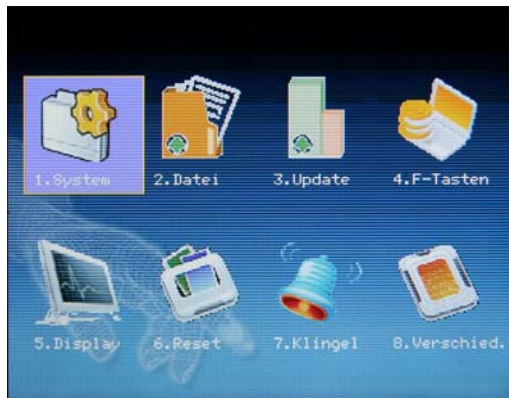 1.System
2.Datei
3.Update
4.F-Tasten
5.Display
6.Reset
7.Klingel
8.Verschied.